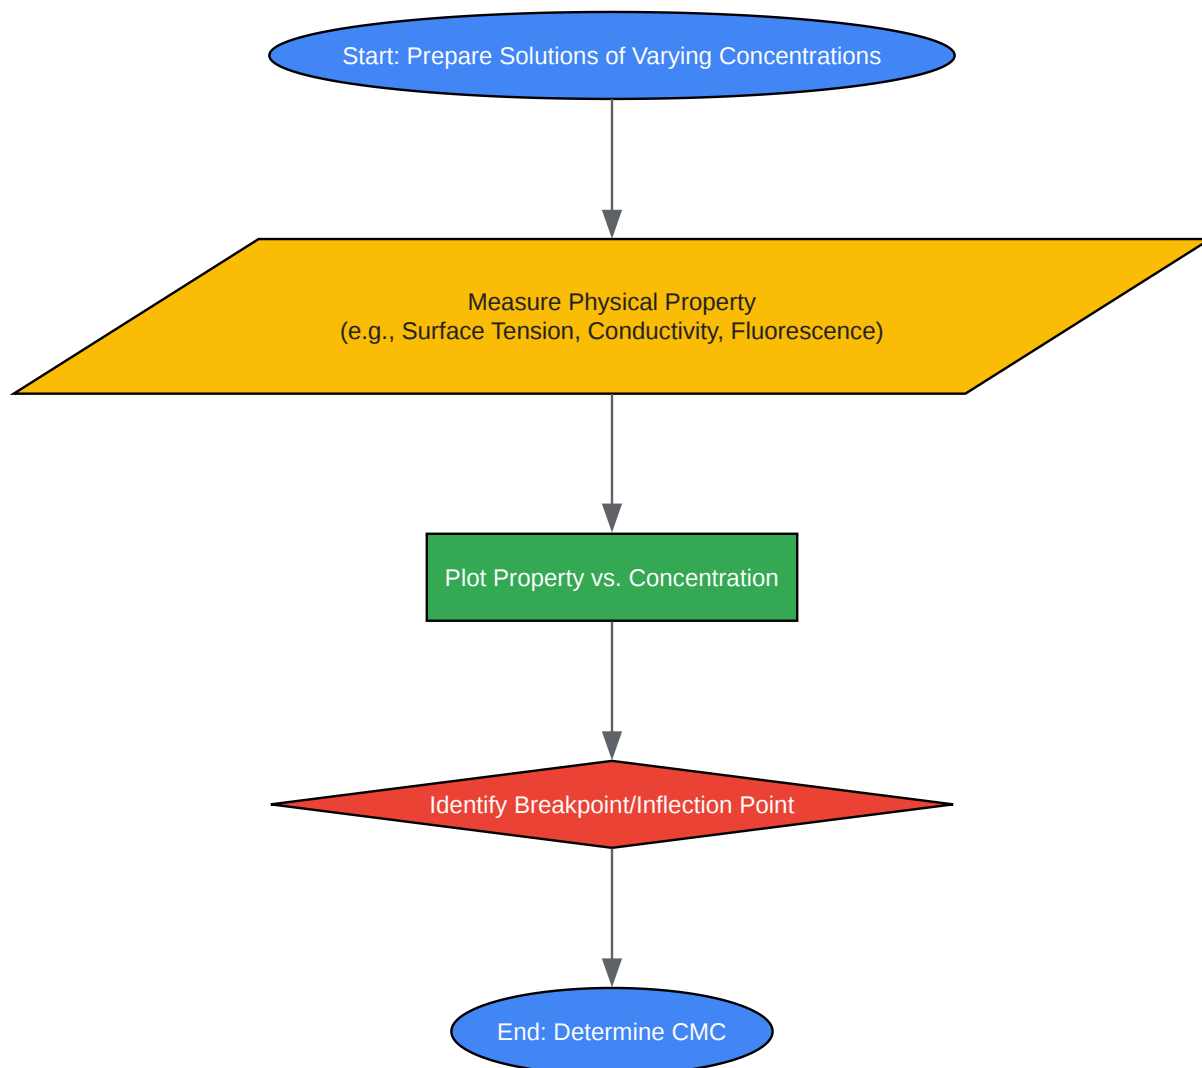 Start: Prepare Solutions of Varying Concentrations
Measure Physical Property
(e.g., Surface Tension, Conductivity, Fluorescence)
Plot Property vs. Concentration
Identify Breakpoint/Inflection Point
End: Determine CMC